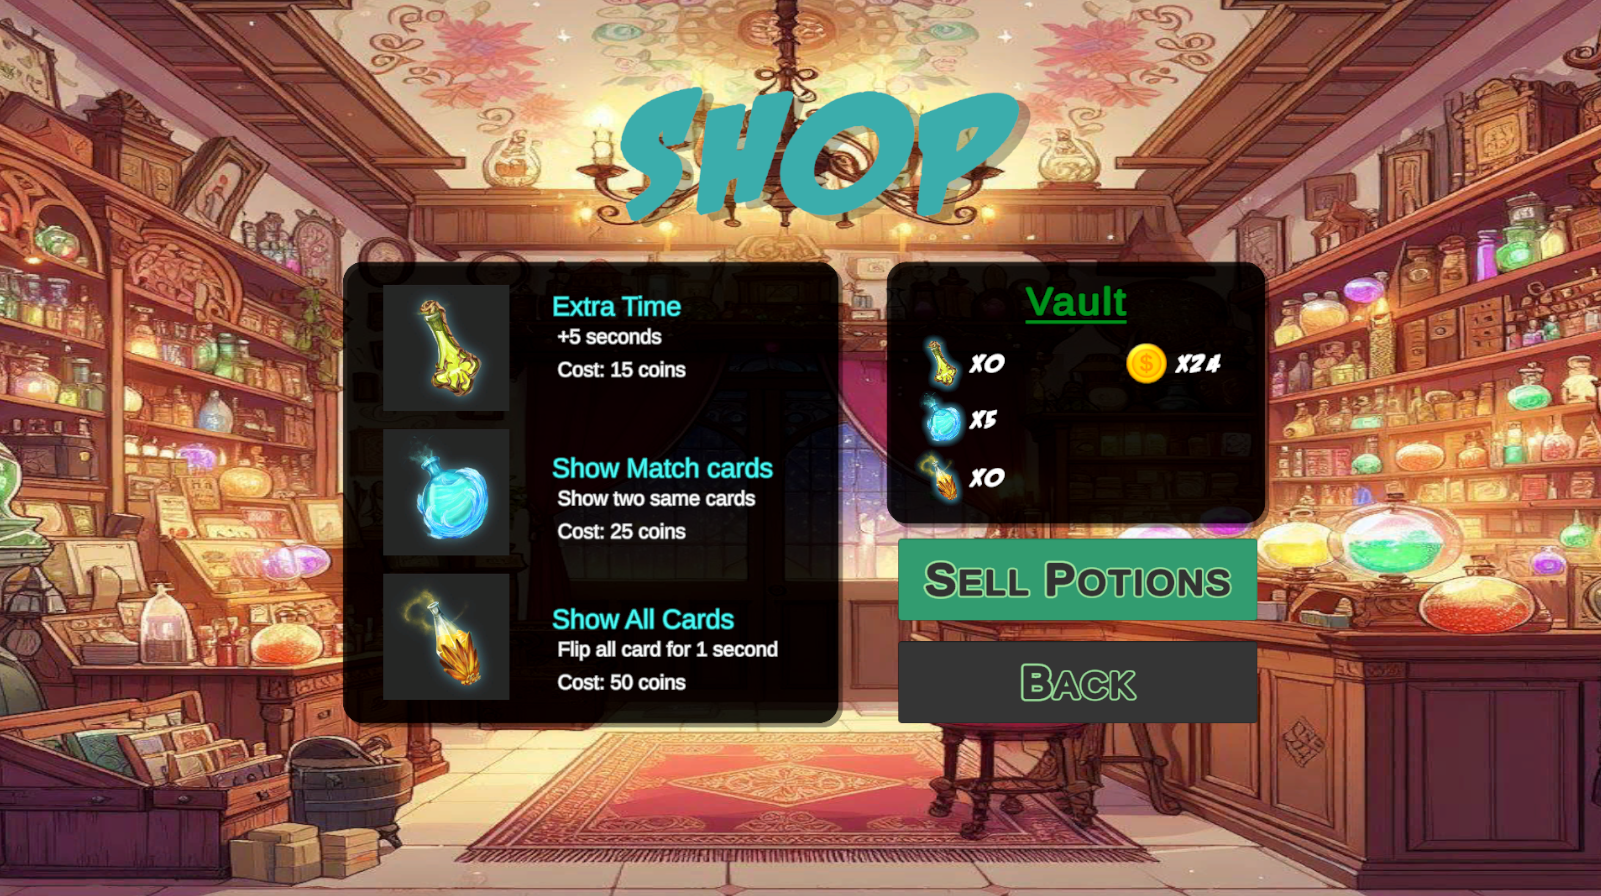 SHOP
Extra Time
+5 seconds
Cost: 15 coins
Show Match cards
Show two same cards
Cost: 25 coins
Show All Cards
Flip all card for 1 second
Cost: 50 coins
Vault
X0
$ X24
X5
X0
SELL POTIONS
BACK